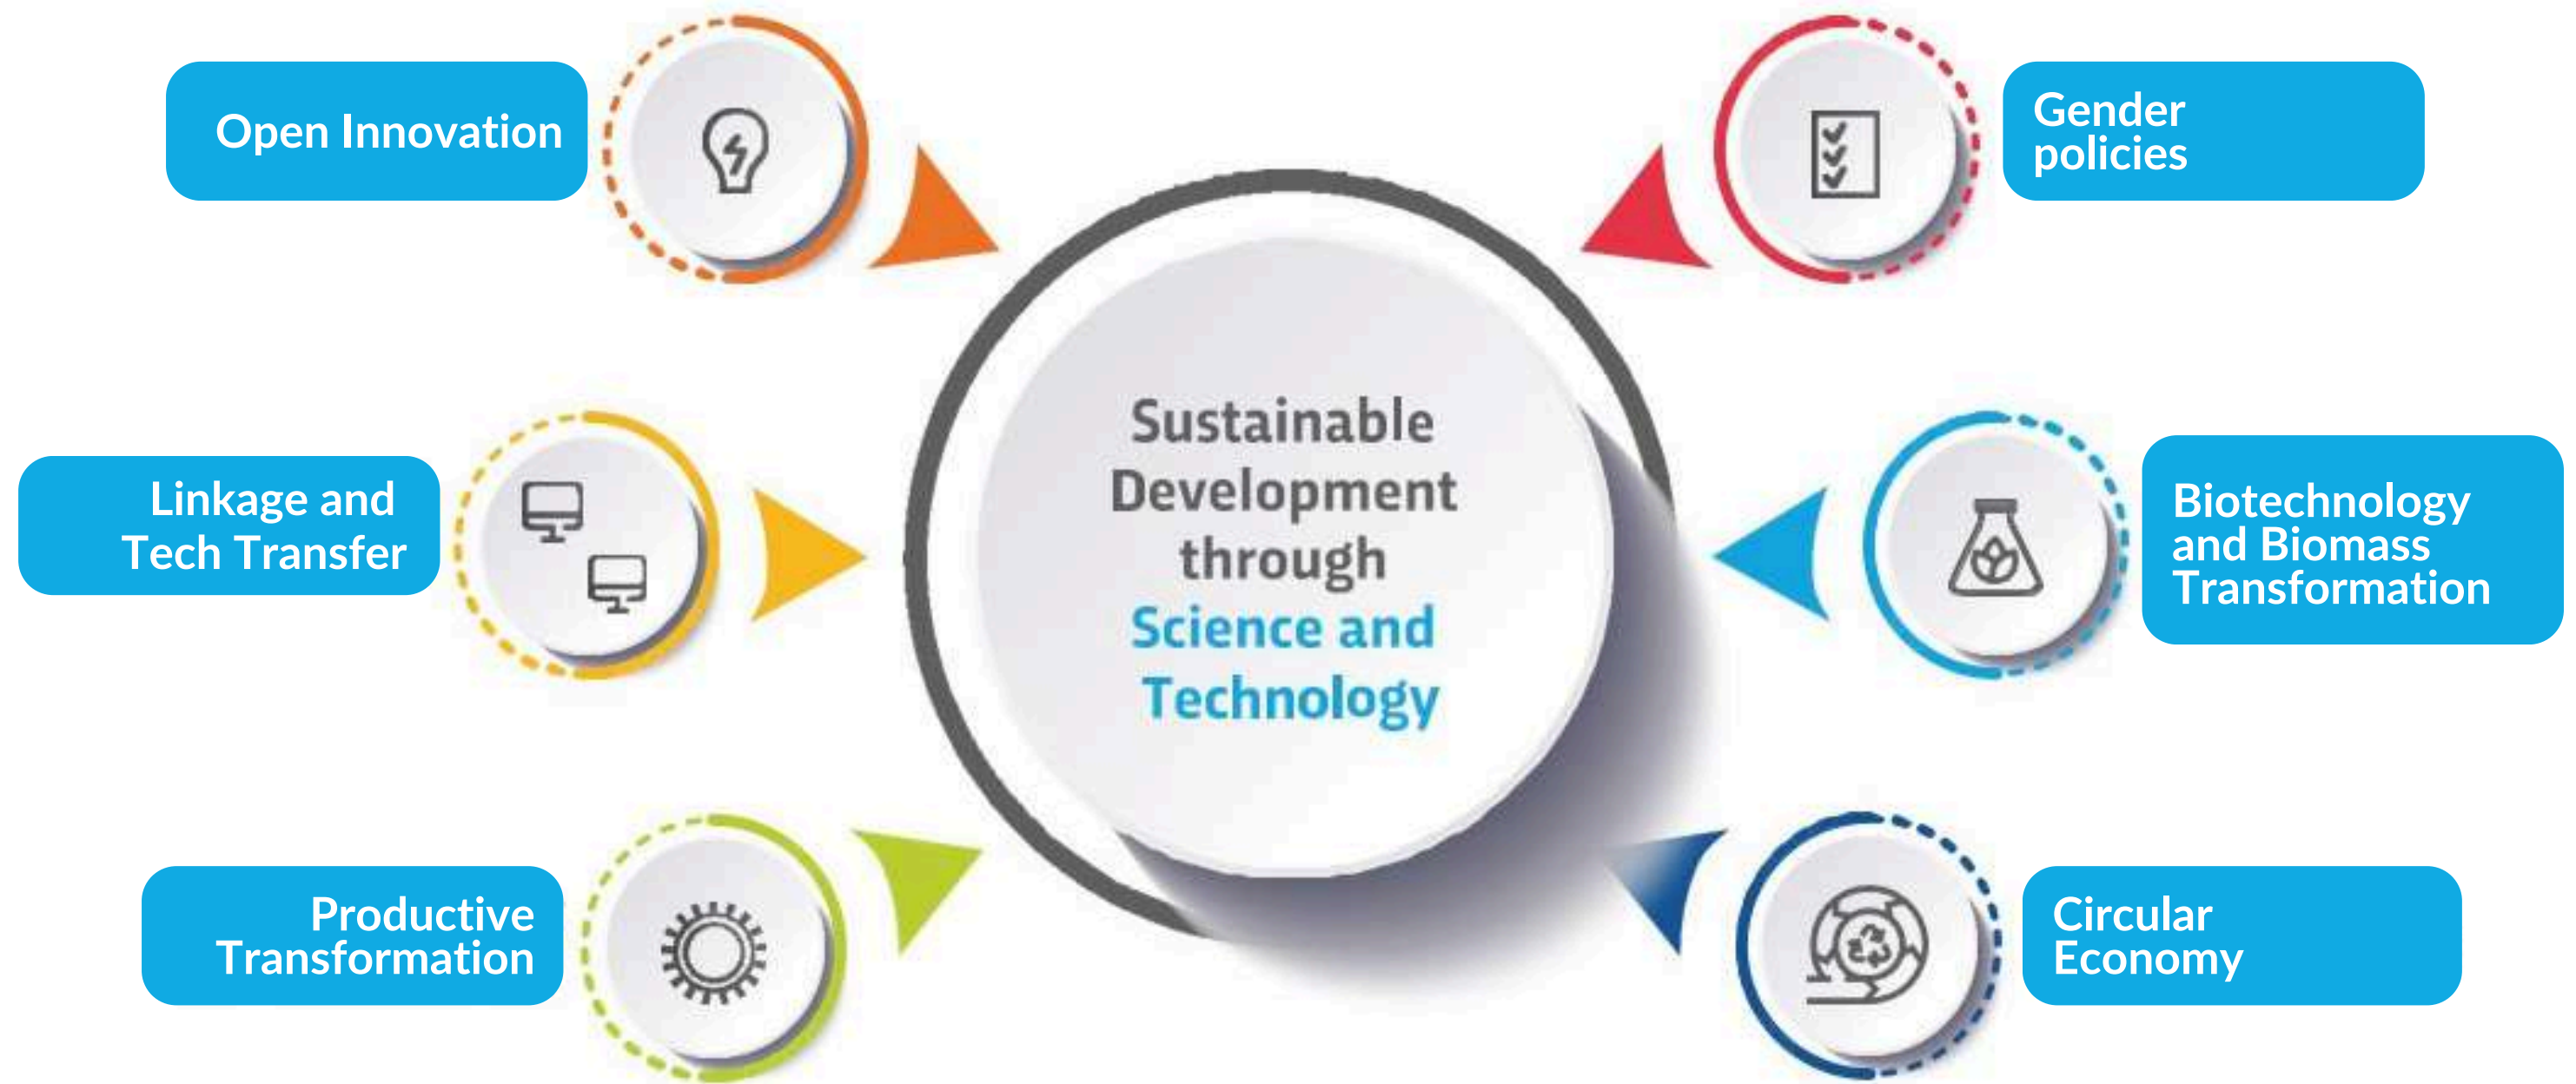 Open Innovation
Gender
policies
Sustainable
Development
through
Science and
Technology
Linkage and
Tech Transfer
Biotechnology
and Biomass
Transformation
Productive
Transformation
Circular
Economy